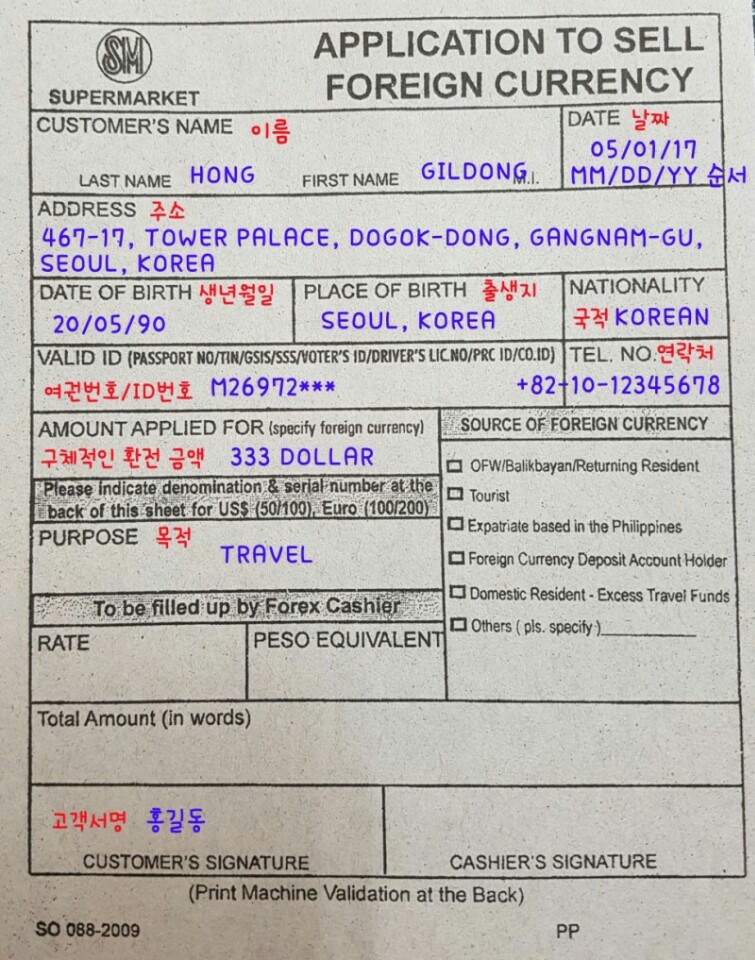 SM
SUPERMARKET
APPLICATION TO SELL
FOREIGN CURRENCY
CUSTOMER'S NAME 이름
LAST NAME HONG FIRST NAME GILDONG M.I.
DATE 날짜
05/01/17
MM/DD/YY 순서
ADDRESS 주소
467-17, TOWER PALACE, DOGOK-DONG, GANGNAM-GU,
SEOUL, KOREA
DATE OF BIRTH 생년월일
20/05/90
PLACE OF BIRTH 출생지
SEOUL, KOREA
NATIONALITY
국적 KOREAN
VALID ID (PASSPORT NO/TIN/GSIS/SSS/VOTER'S ID/DRIVER'S LIC.NO/PRC ID/CO.ID)
여권번호/ID번호 M26972***
TEL. NO. 연락처
+82-10-12345678
AMOUNT APPLIED FOR (specify foreign currency)
구체적인 환전 금액 333 DOLLAR
Please indicate denomination & serial number at the
back of this sheet for US$ (50/100), Euro (100/200)
PURPOSE 목적
TRAVEL
SOURCE OF FOREIGN CURRENCY
OFW/Balikbayan/Returning Resident
Tourist
Expatriate based in the Philippines
Foreign Currency Deposit Account Holder
Domestic Resident - Excess Travel Funds
Others ( pls. specify )
To be filled up by Forex Cashier
RATE
PESO EQUIVALENT
Total Amount (in words)
고객서명 홍길동
CUSTOMER'S SIGNATURE
CASHIER'S SIGNATURE
(Print Machine Validation at the Back)
SO 088-2009
PP